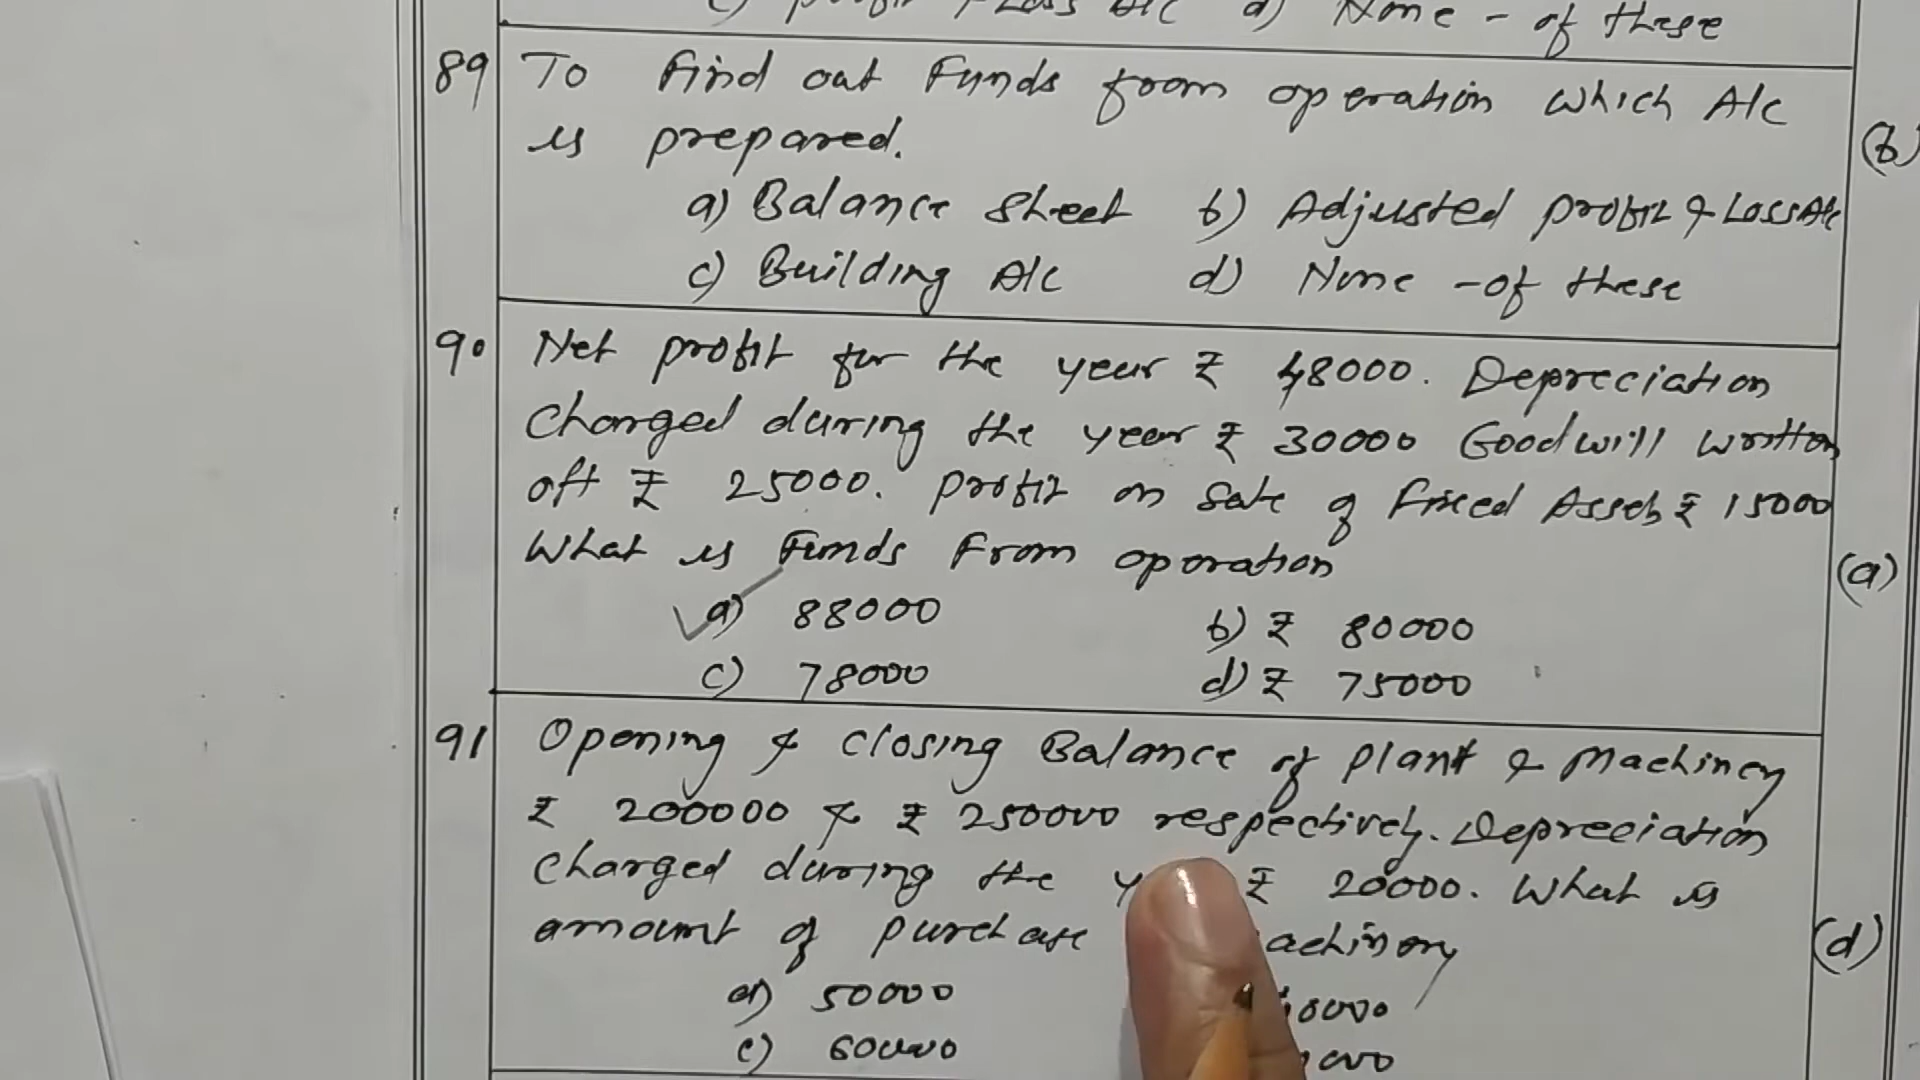 c) profit & Loss A/c d) None - of these
89 To find out Funds from operation which A/c
is prepared.
(b)
a) Balance sheet b) Adjusted profit & Loss A/c
c) Building A/c d) None - of these
90 Net profit for the year ₹ 48000. Depreciation
charged during the year ₹ 30000 Goodwill written
off ₹ 25000. profit on sale of fixed Assets ₹ 15000
What is Funds From operation
(a)
a) 88000 b) ₹ 80000
c) 78000 d) ₹ 75000
91 Opening & closing Balance of plant & Machinery
₹ 200000 & ₹ 250000 respectively. Depreciation
charged during the ₹ 20000. What is
amount of purchase achinery
(d)
a) 50000 0000
c) 60000 000